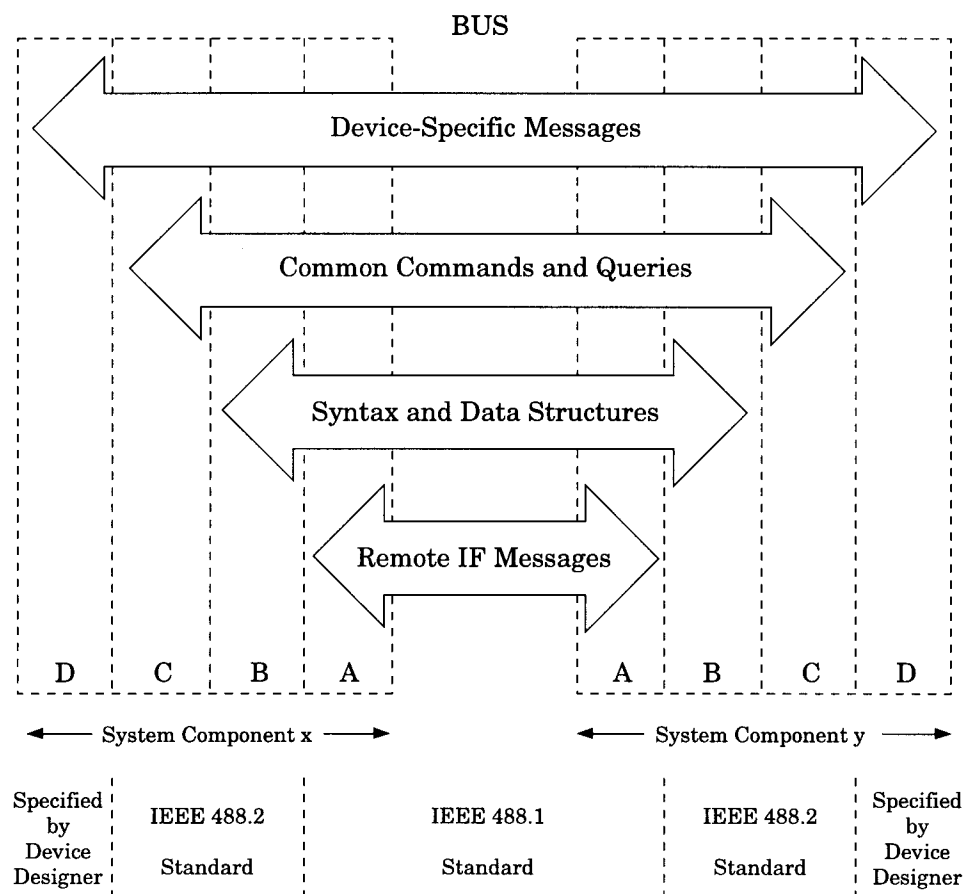 BUS
Device-Specific Messages
Common Commands and Queries
Syntax and Data Structures
Remote IF Messages
D C B A A B C D
System Component x System Component y
Specified
by
Device
Designer
IEEE 488.2
Standard
IEEE 488.1
Standard
IEEE 488.2
Standard
Specified
by
Device
Designer